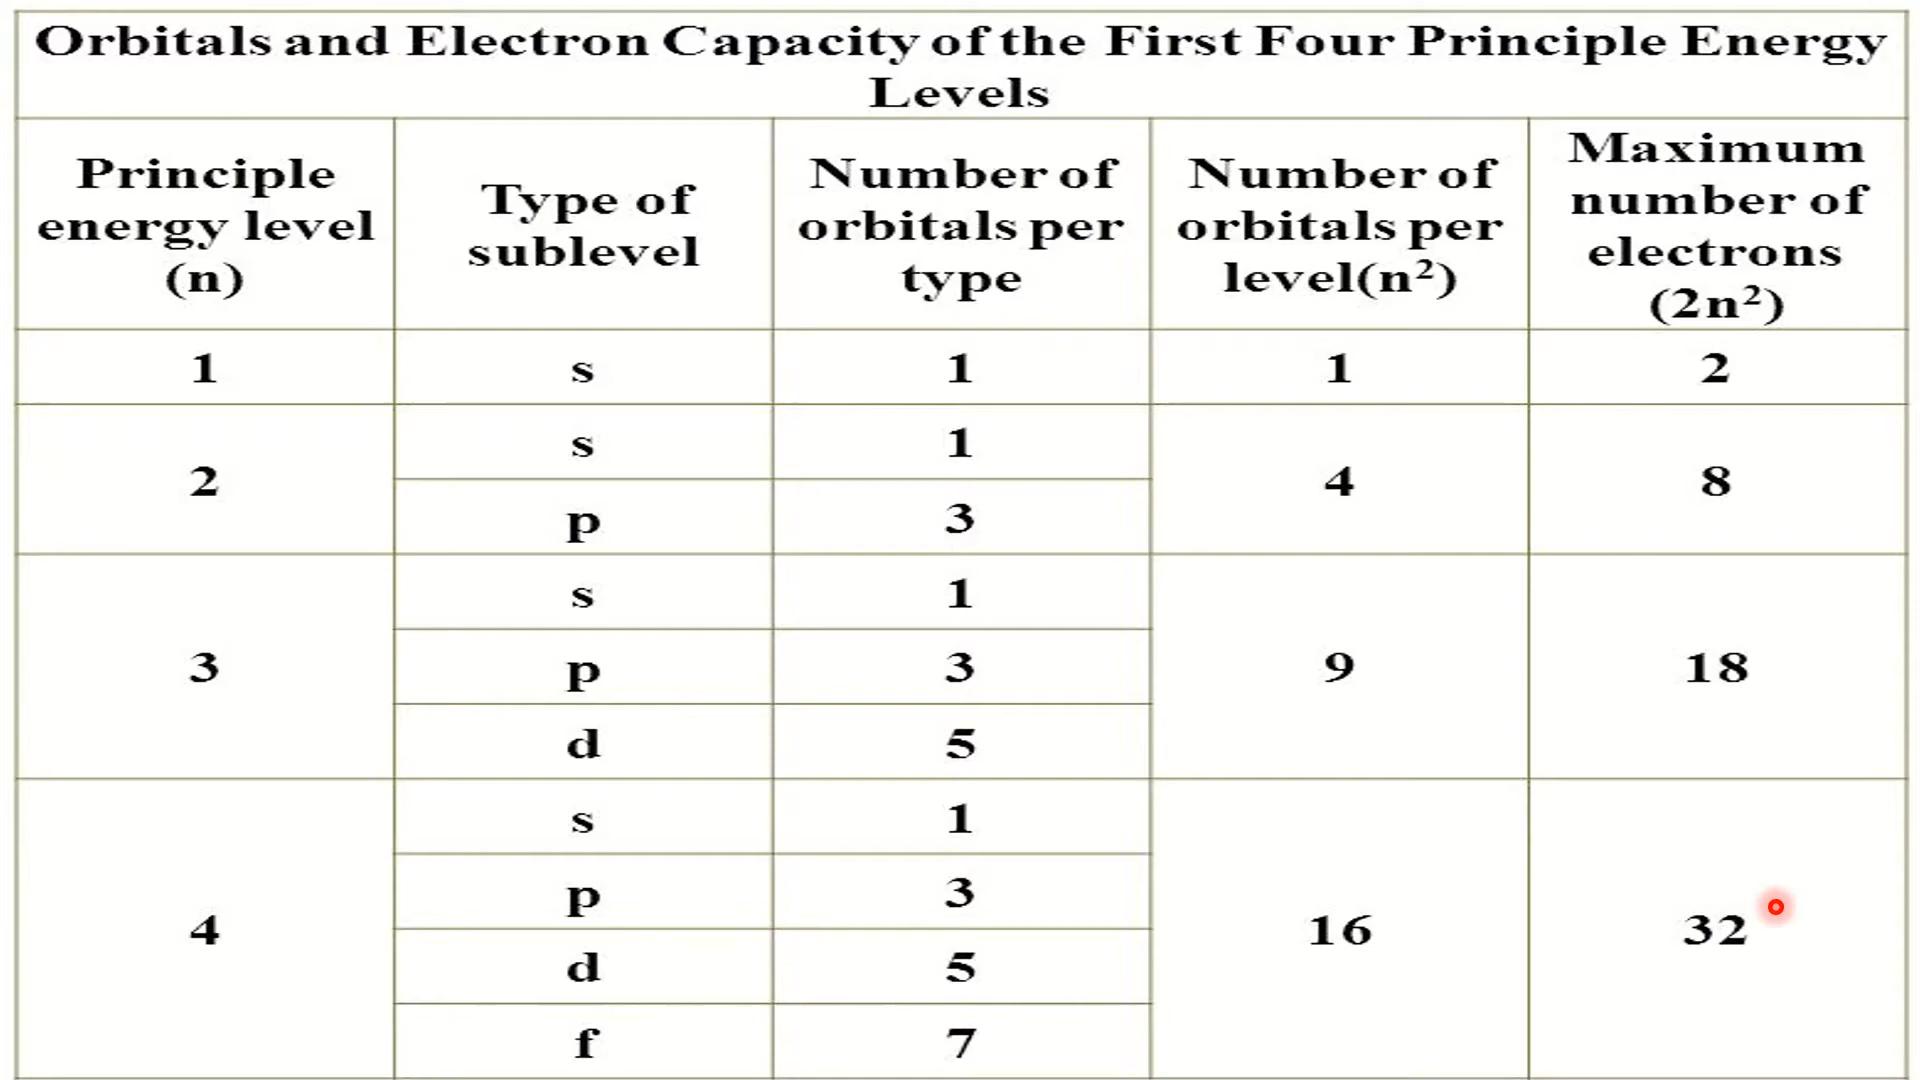 Orbitals and Electron Capacity of the First Four Principle Energy
Levels
Principle
energy level
(n)
Type of
sublevel
Number of
orbitals per
type
Number of
orbitals per
level(n²)
Maximum
number of
electrons
(2n²)
1
s
1
1
2
2
s
1
4
8
p
3
3
s
1
9
18
p
3
d
5
4
s
1
16
32
p
3
d
5
f
7